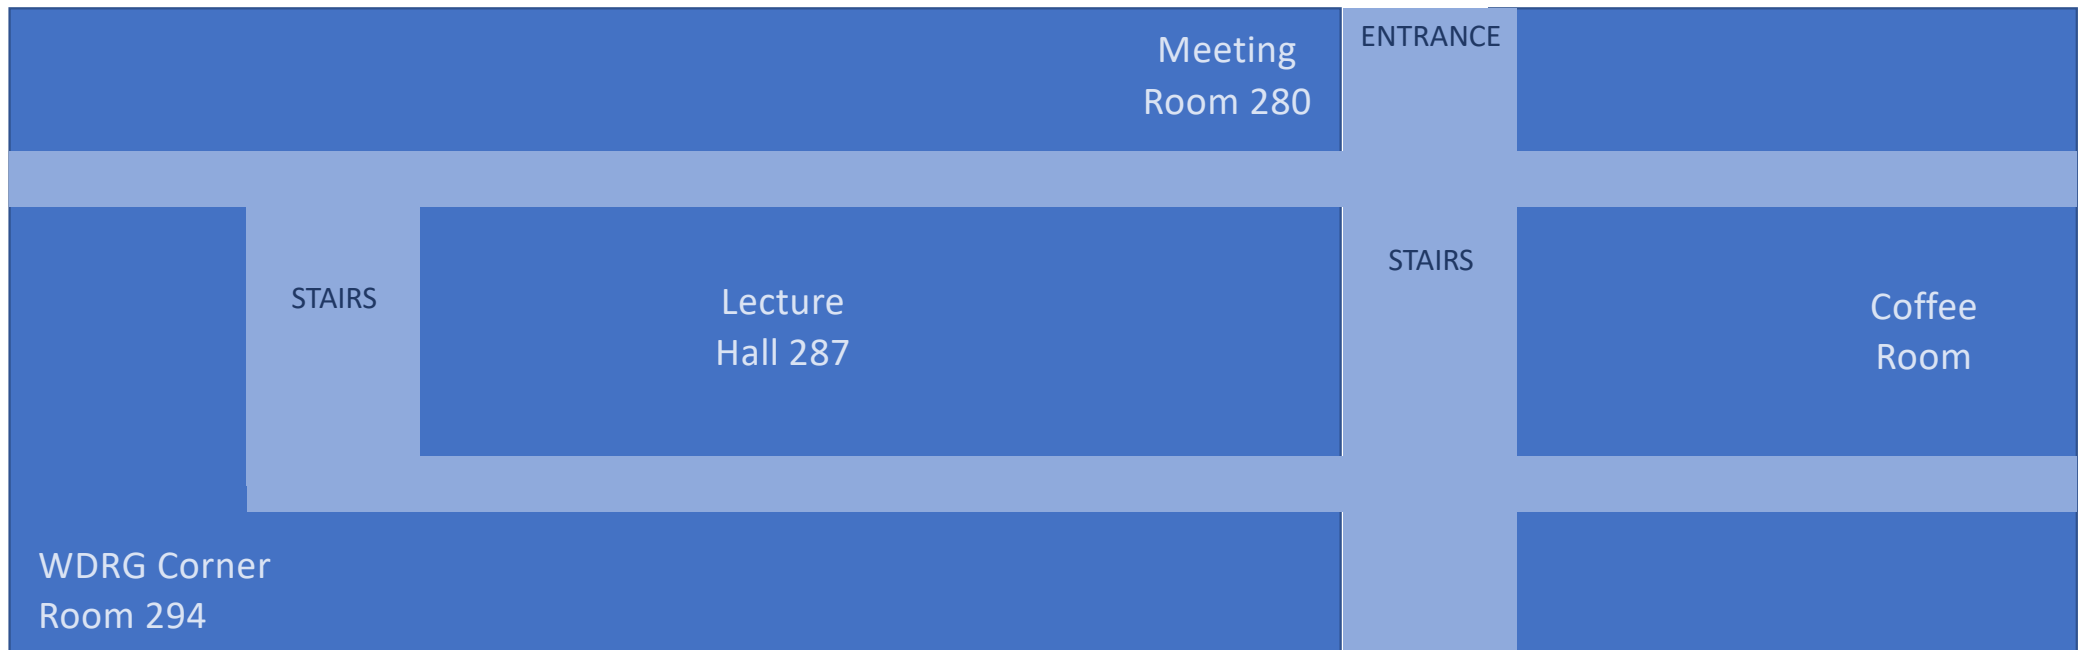 Meeting
Room 280
ENTRANCE
STAIRS
STAIRS
Lecture
Hall 287
Coffee
Room
WDRG Corner
Room 294